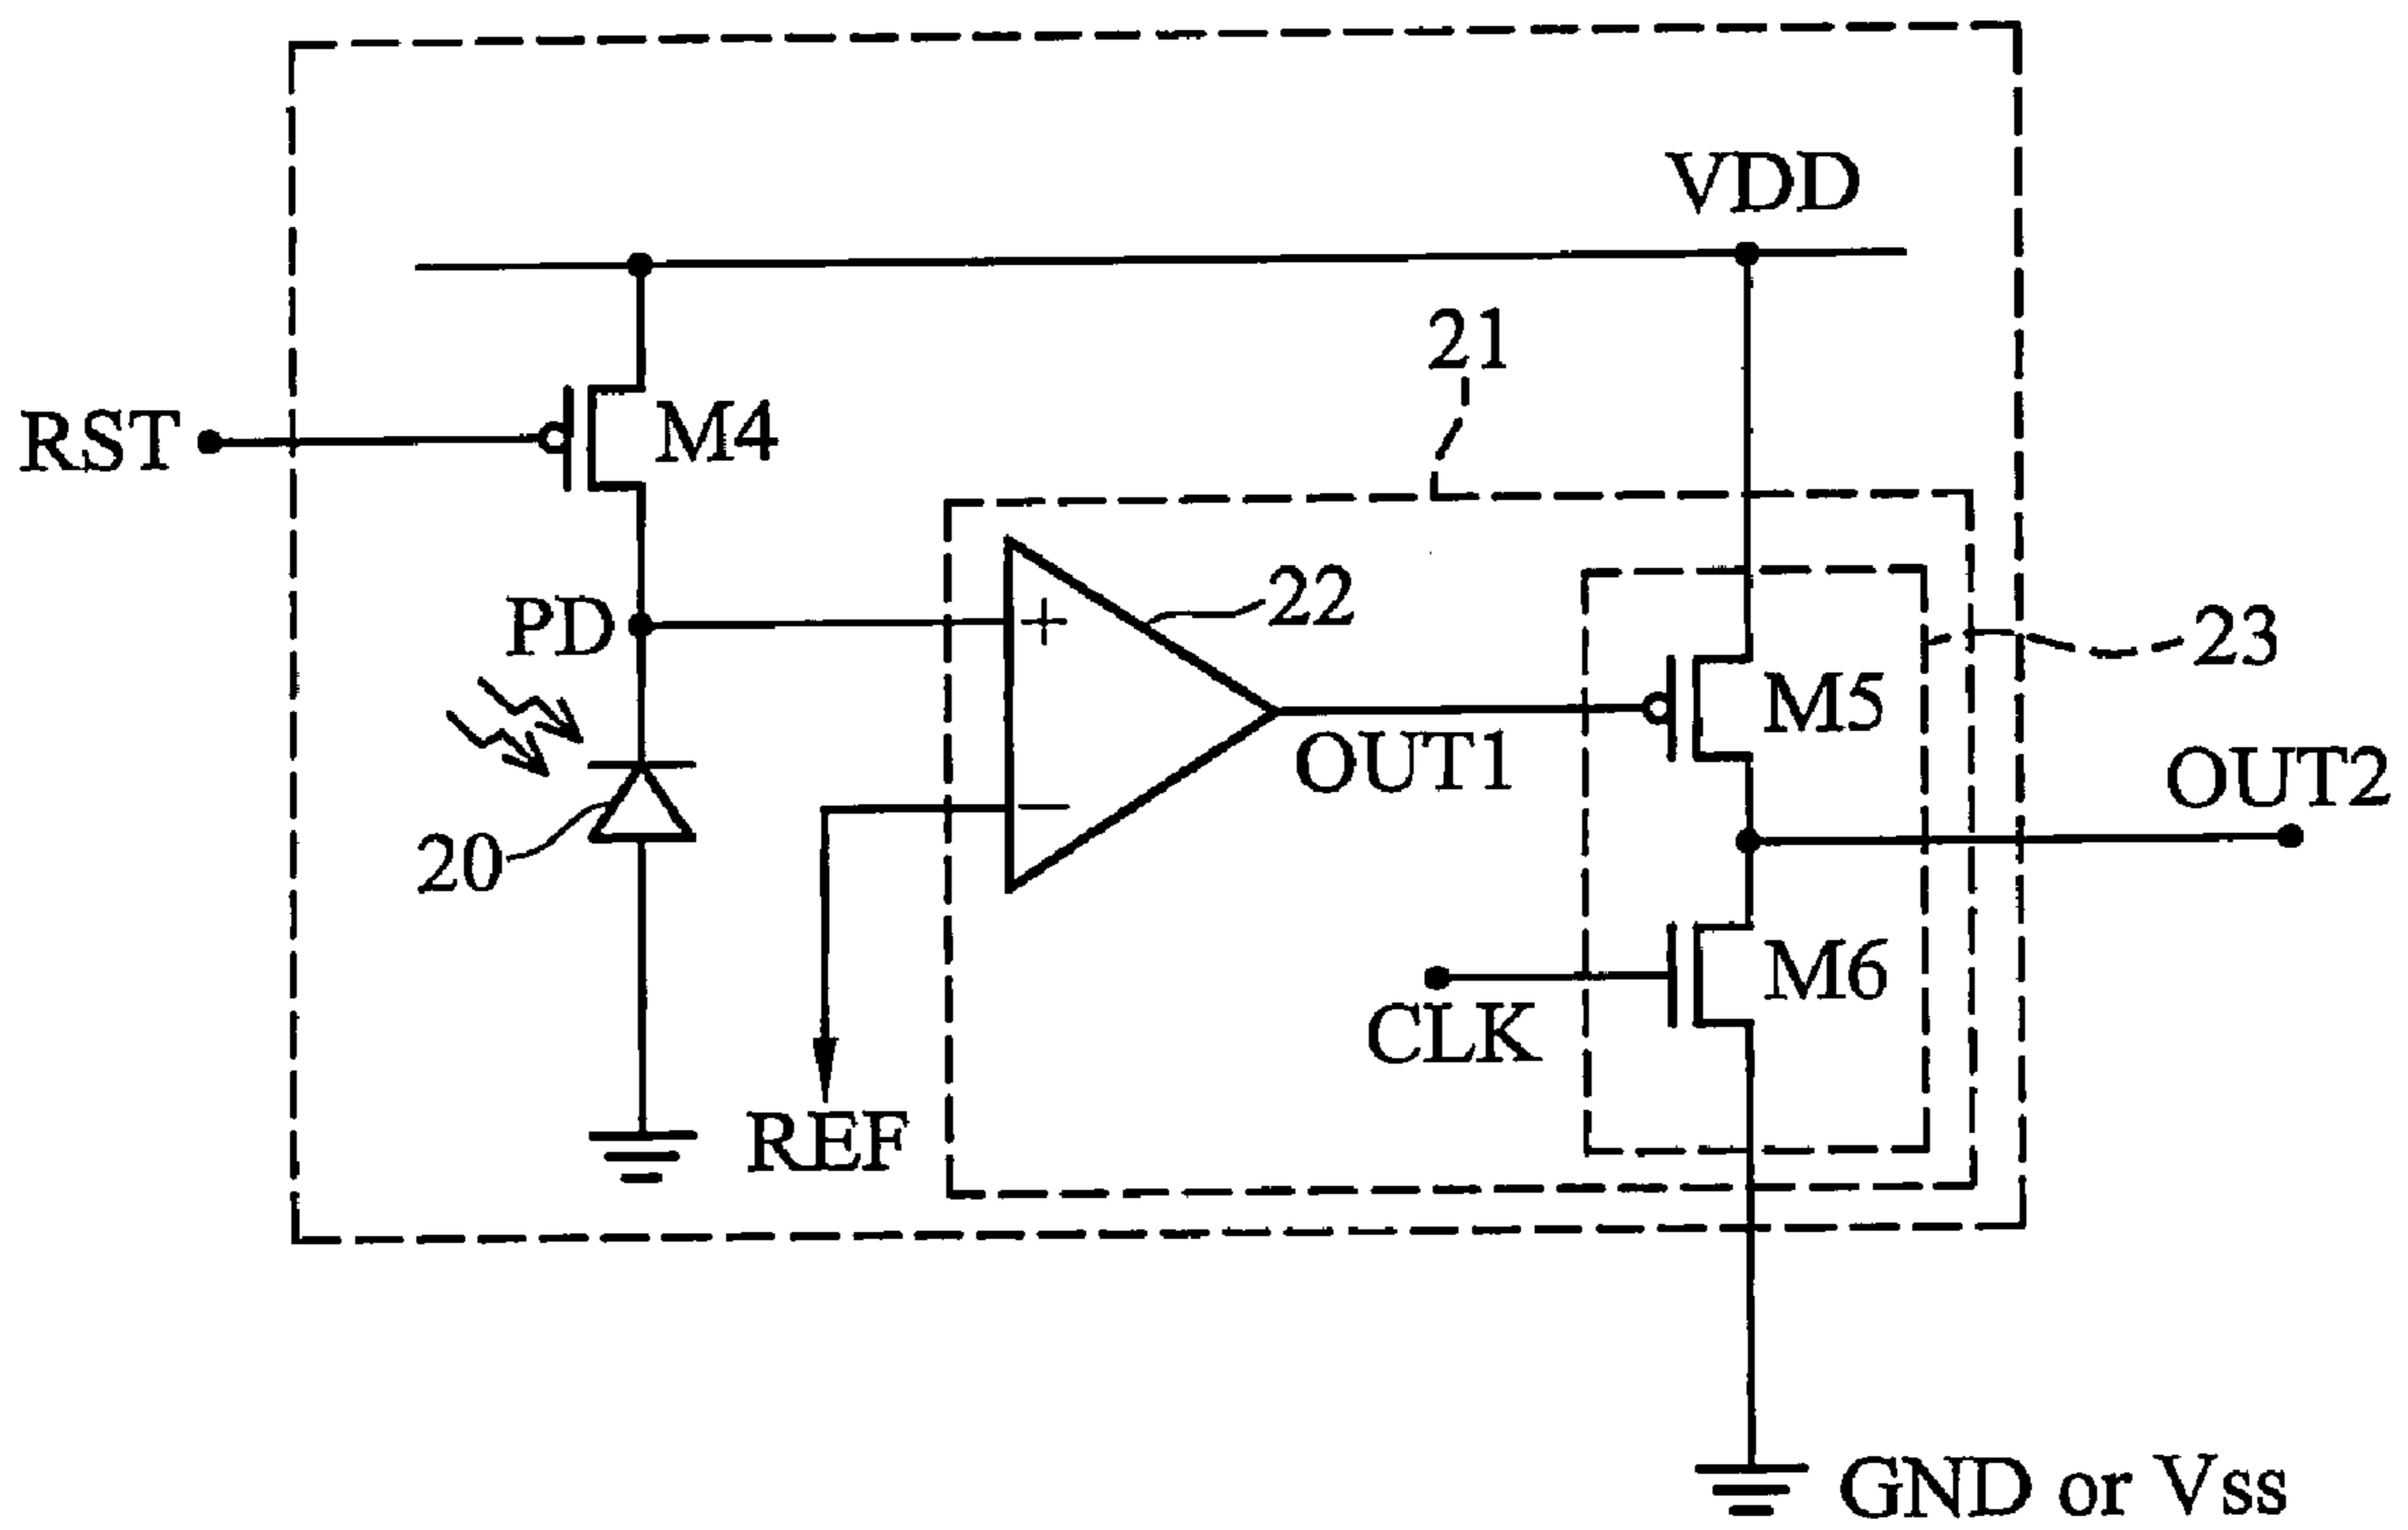 VDD
21
RST
M4
PD
+
22
23
M5
OUT1
OUT2
20
−
M6
CLK
REF
GND or Vss